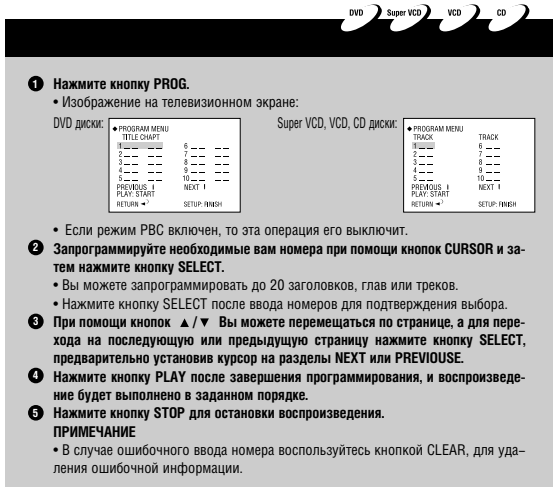 DVD Super VCD VCD CD
1 Нажмите кнопку PROG.
• Изображение на телевизионном экране:
DVD диски:
◆ PROGRAM MENU
TITLE CHAPT
1 _ _ _ _ 6 _ _ _ _
2 _ _ _ _ 7 _ _ _ _
3 _ _ _ _ 8 _ _ _ _
4 _ _ _ _ 9 _ _ _ _
5 _ _ _ _ 10 _ _ _ _
PREVIOUS NEXT
PLAY: START
RETURN SETUP: FINISH
Super VCD, VCD, CD диски:
◆ PROGRAM MENU
TRACK TRACK
1 _ _ 6 _ _
2 _ _ 7 _ _
3 _ _ 8 _ _
4 _ _ 9 _ _
5 _ _ 10 _ _
PREVIOUS NEXT
PLAY: START
RETURN SETUP: FINISH
• Если режим PBC включен, то эта операция его выключит.
2 Запрограммируйте необходимые вам номера при помощи кнопок CURSOR и за-
тем нажмите кнопку SELECT.
• Вы можете запрограммировать до 20 заголовков, глав или треков.
• Нажмите кнопку SELECT после ввода номеров для подтверждения выбора.
3 При помощи кнопок ▲/▼ Вы можете перемещаться по странице, а для пере-
хода на последующую или предыдущую страницу нажмите кнопку SELECT,
предварительно установив курсор на разделы NEXT или PREVIOUSE.
4 Нажмите кнопку PLAY после завершения программирования, и воспроизведе-
ние будет выполнено в заданном порядке.
5 Нажмите кнопку STOP для остановки воспроизведения.
ПРИМЕЧАНИЕ
• В случае ошибочного ввода номера воспользуйтесь кнопкой CLEAR, для уда-
ления ошибочной информации.